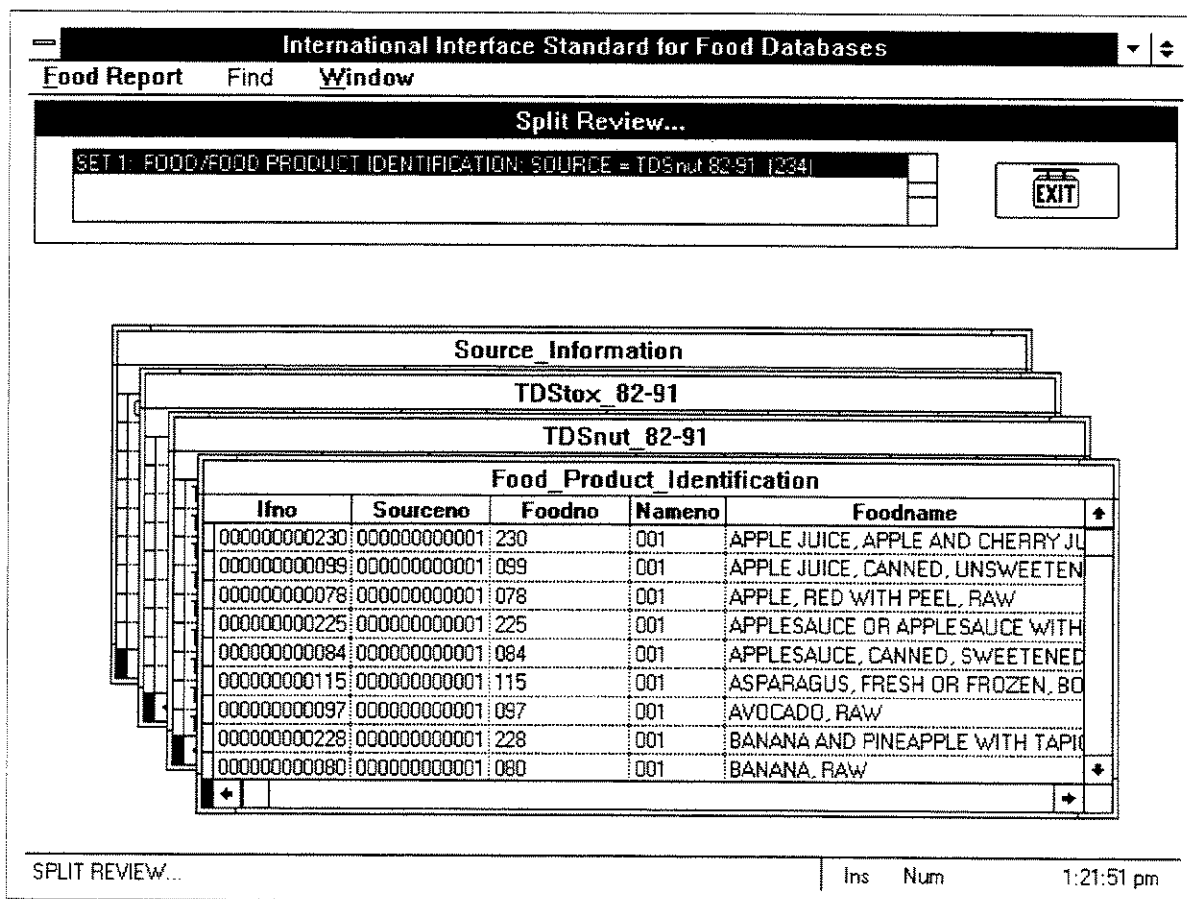 International Interface Standard for Food Databases
Food Report Find Window
Split Review...
SET 1: FOOD/FOOD PRODUCT IDENTIFICATION: SOURCE = TDSnut 82-91 {234}
EXIT
Source_Information
TDStox_82-91
TDSnut_82-91
Food_Product_Identification
Ifno Sourceno Foodno Nameno Foodname
000000000230 000000000001 230 001 APPLE JUICE, APPLE AND CHERRY JU
000000000099 000000000001 099 001 APPLE JUICE, CANNED, UNSWEETEN
000000000078 000000000001 078 001 APPLE, RED WITH PEEL, RAW
000000000225 000000000001 225 001 APPLESAUCE OR APPLESAUCE WITH
000000000084 000000000001 084 001 APPLESAUCE, CANNED, SWEETENED
000000000115 000000000001 115 001 ASPARAGUS, FRESH OR FROZEN, BO
000000000097 000000000001 097 001 AVOCADO, RAW
000000000228 000000000001 228 001 BANANA AND PINEAPPLE WITH TAPI
000000000080 000000000001 080 001 BANANA, RAW
SPLIT REVIEW... Ins Num 1:21:51 pm